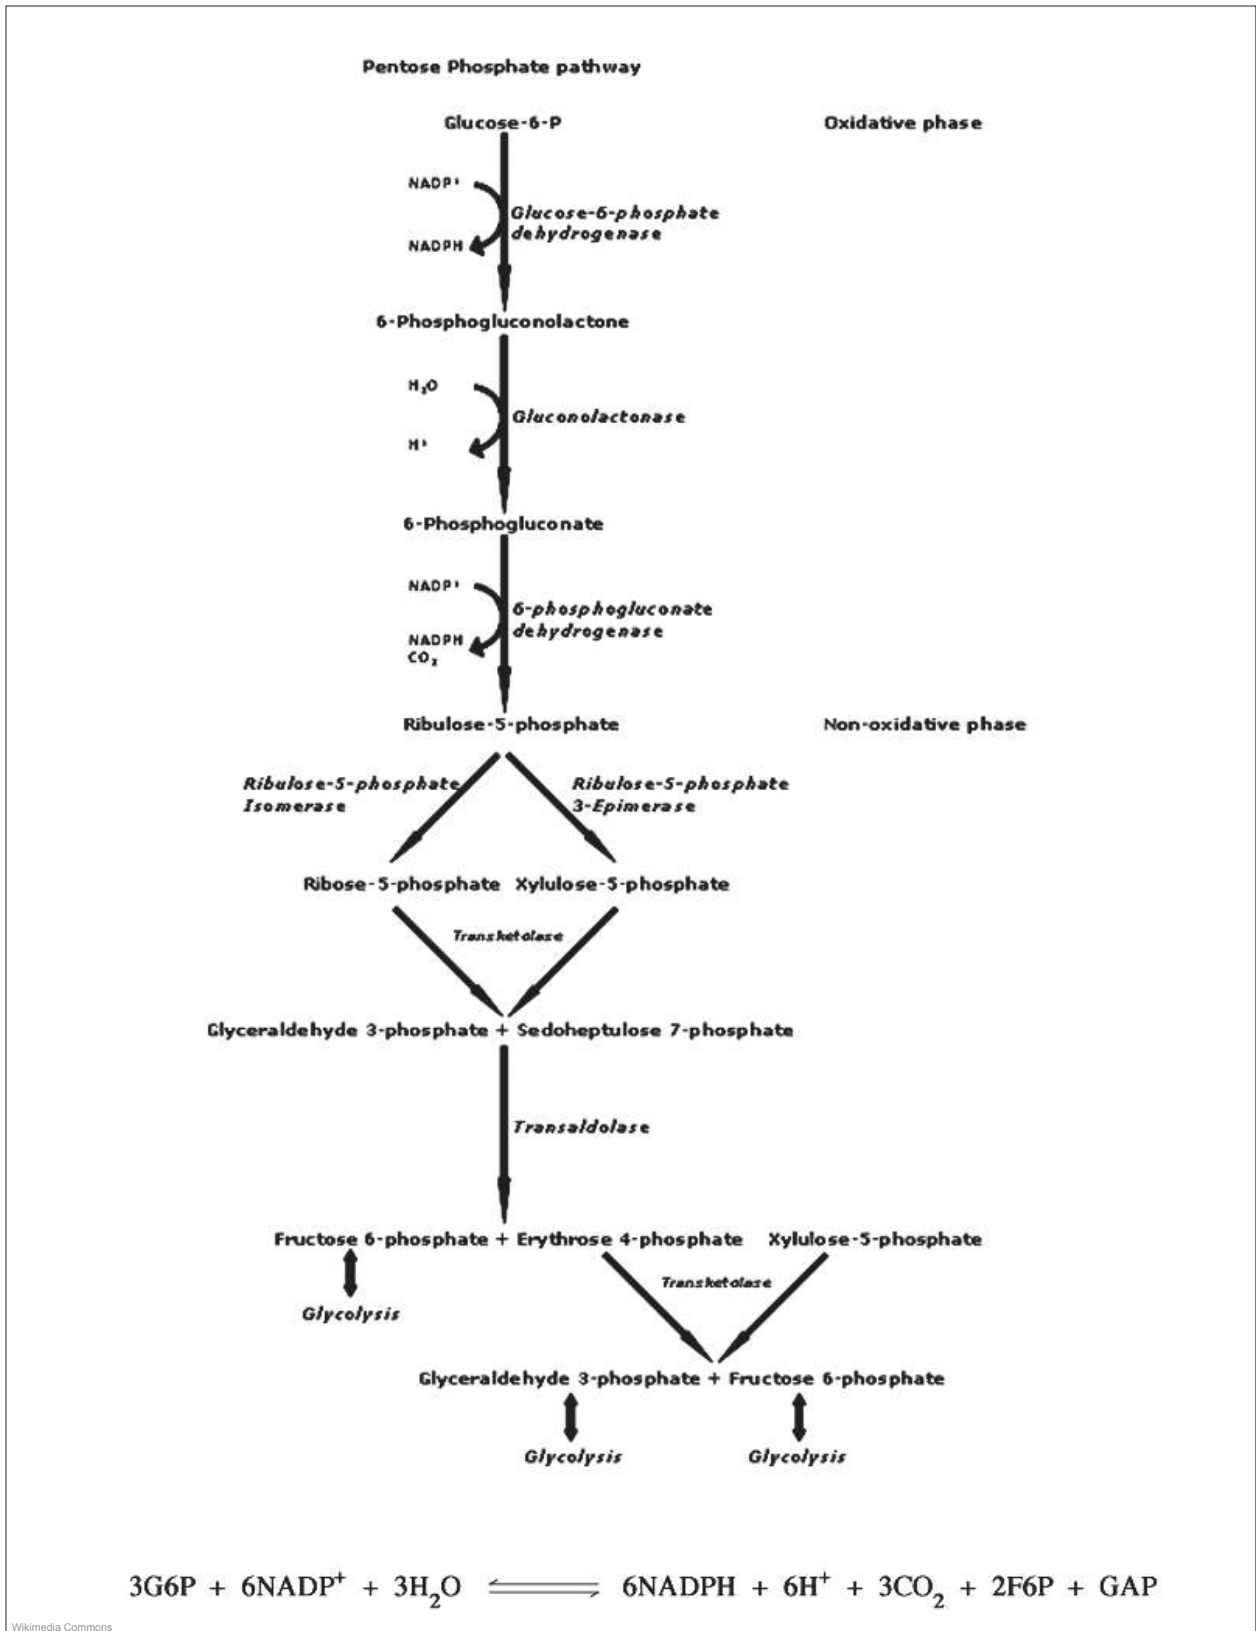 Pentose Phosphate pathway
Glucose-6-P
Oxidative phase
NADP⁺
Glucose-6-phosphate
dehydrogenase
NADPH
6-Phosphogluconolactone
H₂O
Gluconolactonase
H⁺
6-Phosphogluconate
NADP⁺
6-phosphogluconate
dehydrogenase
NADPH
CO₂
Ribulose-5-phosphate
Non-oxidative phase
Ribulose-5-phosphate
Isomerase
Ribulose-5-phosphate
3-Epimerase
Ribose-5-phosphate Xylulose-5-phosphate
Transketolase
Glyceraldehyde 3-phosphate + Sedoheptulose 7-phosphate
Transaldolase
Fructose 6-phosphate + Erythrose 4-phosphate Xylulose-5-phosphate
Transketolase
Glycolysis
Glyceraldehyde 3-phosphate + Fructose 6-phosphate
Glycolysis
Glycolysis
3G6P + 6NADP⁺ + 3H₂O ⇌ 6NADPH + 6H⁺ + 3CO₂ + 2F6P + GAP
Wikimedia Commons